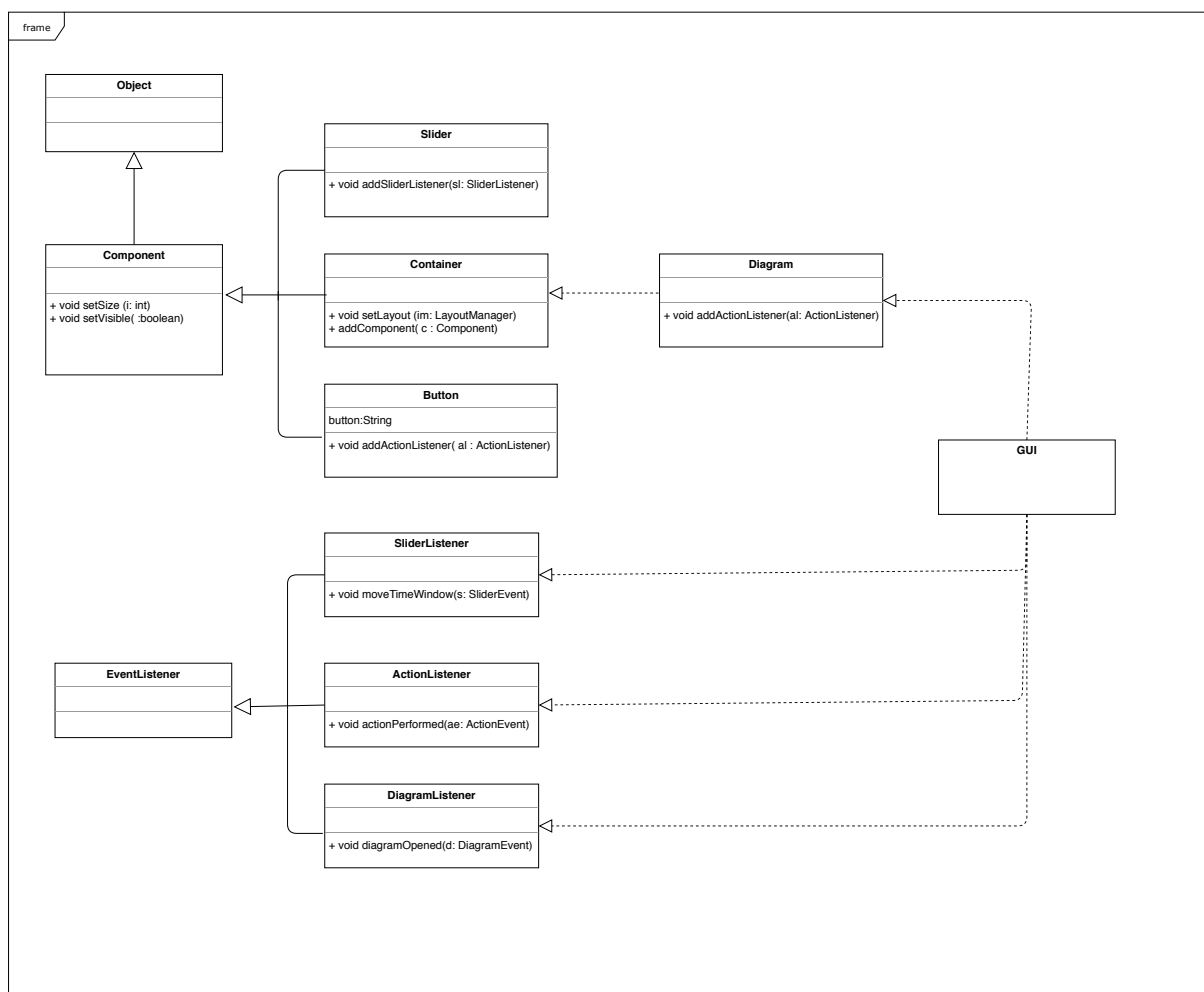 frame
Object
Component
+ void setSize (i: int)
+ void setVisible( :boolean)
Slider
+ void addSliderListener(sl: SliderListener)
Container
+ void setLayout (im: LayoutManager)
+ addComponent( c : Component)
Button
button:String
+ void addActionListener( al : ActionListener)
Diagram
+ void addActionListener(al: ActionListener)
GUI
SliderListener
+ void moveTimeWindow(s: SliderEvent)
EventListener
ActionListener
+ void actionPerformed(ae: ActionEvent)
DiagramListener
+ void diagramOpened(d: DiagramEvent)